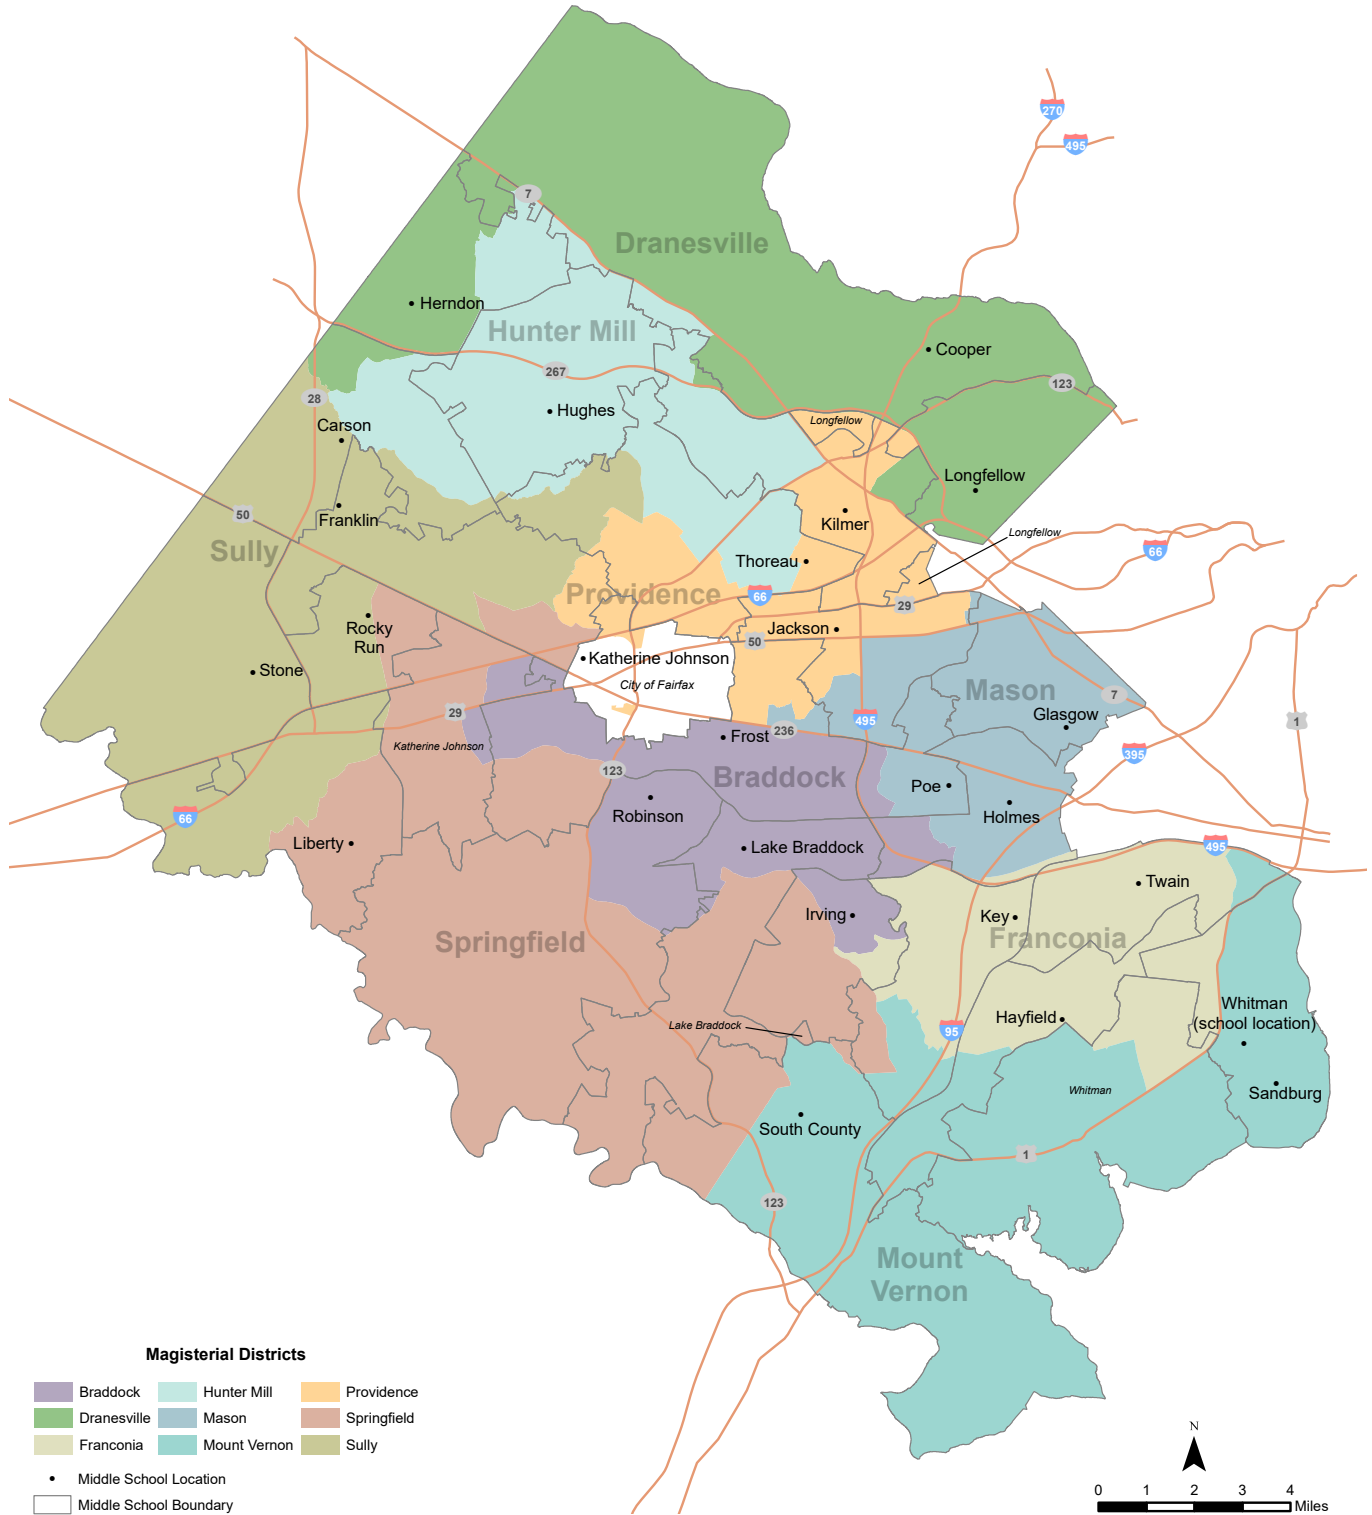 270
495
7
Dranesville
Herndon
Hunter Mill
Cooper
267
123
28
Hughes
Carson
Longfellow
Longfellow
50
Franklin
Kilmer
Longfellow
Sully
66
Thoreau
Providence
66
29
Rocky
Run
Jackson
50
Katherine Johnson
Stone
City of Fairfax
Mason
7
29
495
Glasgow
1
Frost
236
Katherine Johnson
395
123
Braddock
Poe
66
Robinson
Holmes
Liberty
Lake Braddock
495
Twain
Irving
Key
Springfield
Franconia
Whitman
(school location)
Hayfield
Lake Braddock
95
Whitman
Sandburg
South County
1
123
Mount
Vernon
Magisterial Districts
Braddock
Hunter Mill
Providence
Dranesville
Mason
Springfield
Franconia
Mount Vernon
Sully
Middle School Location
Middle School Boundary
N
0 1 2 3 4
Miles